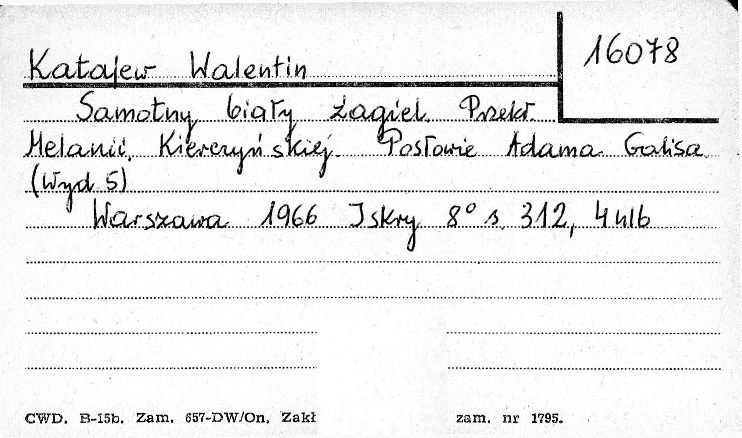 16078
Katajew Walentin
Samotny biały żagiel. Przekł.
Melanii Kierczyńskiej. Posłowie Adama Galisa
(Wyd 5)
Warszawa 1966 Iskry 8° s. 312, 4 nlb
CWD. B-15b. Zam. 657-DW/On, Zakł zam. nr 1795.